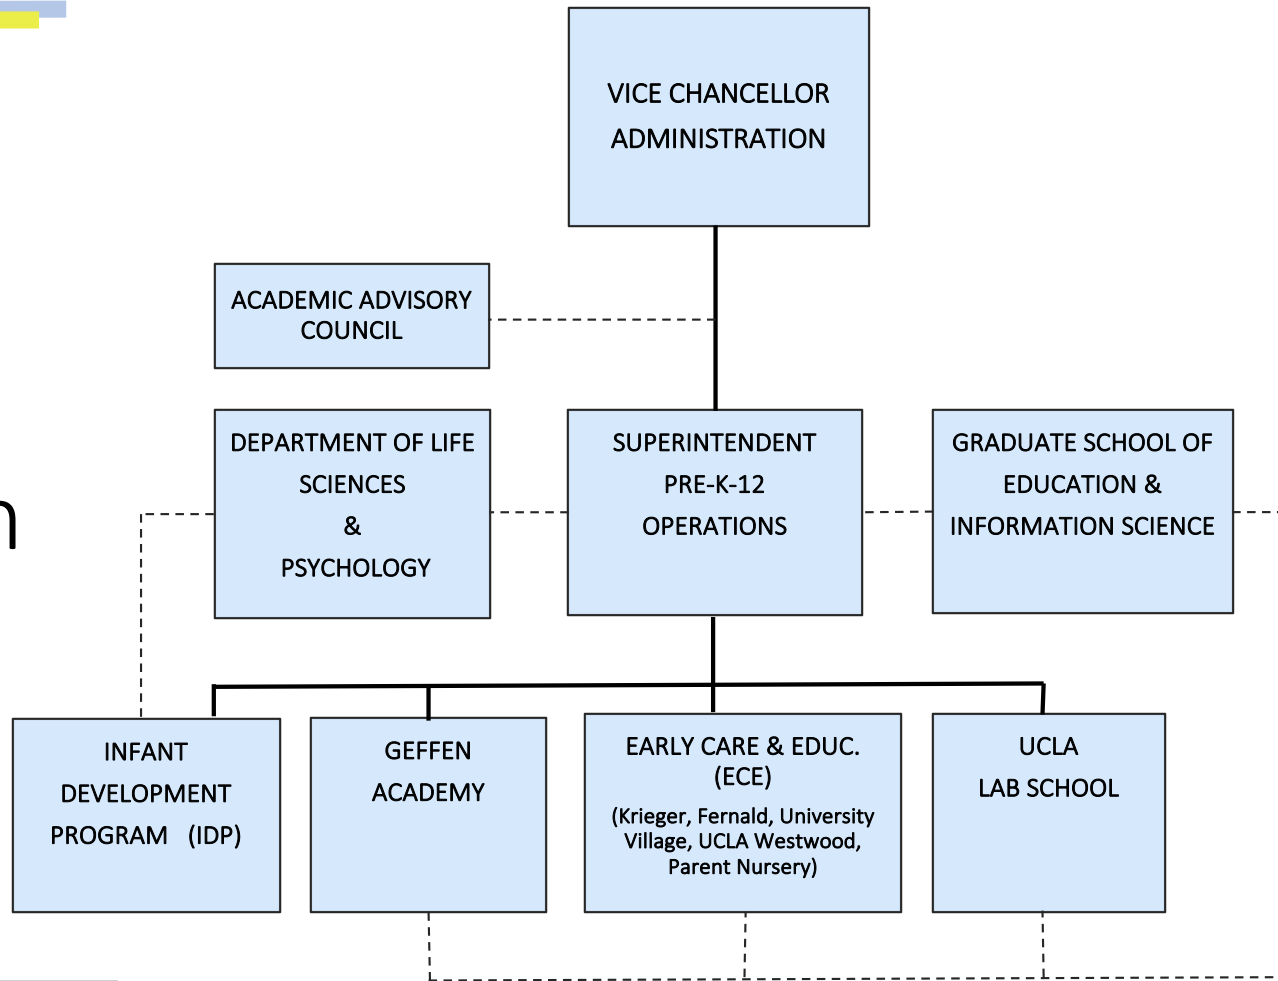 VICE CHANCELLOR
ADMINISTRATION
ACADEMIC ADVISORY
COUNCIL
DEPARTMENT OF LIFE
SCIENCES
&
PSYCHOLOGY
SUPERINTENDENT
PRE-K-12
OPERATIONS
GRADUATE SCHOOL OF
EDUCATION &
INFORMATION SCIENCE
INFANT
DEVELOPMENT
PROGRAM (IDP)
GEFFEN
ACADEMY
EARLY CARE & EDUC.
(ECE)
(Krieger, Fernald, University
Village, UCLA Westwood,
Parent Nursery)
UCLA
LAB SCHOOL